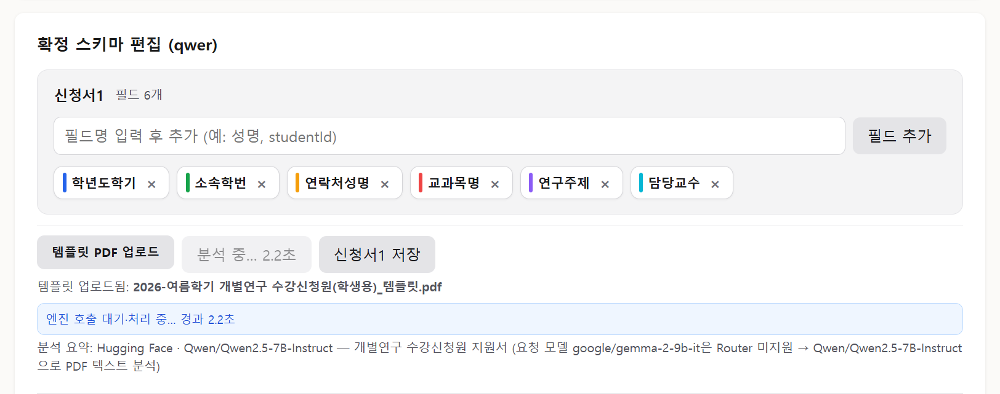 확정 스키마 편집 (qwer)
신청서1 필드 6개
필드명 입력 후 추가 (예: 성명, studentId)
필드 추가
학년도학기 × 소속학번 × 연락처성명 × 교과목명 × 연구주제 × 담당교수 ×
템플릿 PDF 업로드 분석 중... 2.2초 신청서1 저장
템플릿 업로드됨: 2026-여름학기 개별연구 수강신청원(학생용)_템플릿.pdf
엔진 호출 대기·처리 중... 경과 2.2초
분석 요약: Hugging Face · Qwen/Qwen2.5-7B-Instruct — 개별연구 수강신청원 지원서 (요청 모델 google/gemma-2-9b-it은 Router 미지원 → Qwen/Qwen2.5-7B-Instruct
으로 PDF 텍스트 분석)